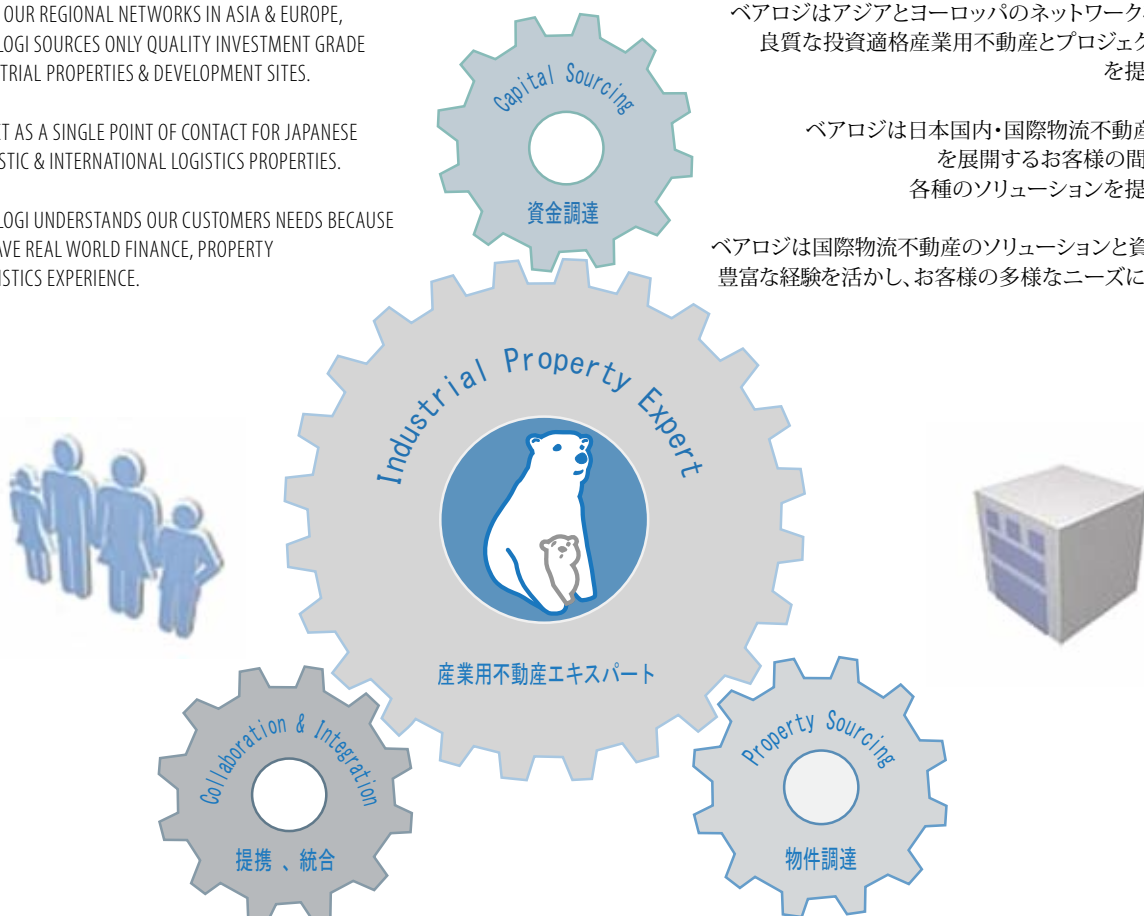 OUR REGIONAL NETWORKS IN ASIA & EUROPE,
LOGI SOURCES ONLY QUALITY INVESTMENT GRADE
TRIAL PROPERTIES & DEVELOPMENT SITES.
T AS A SINGLE POINT OF CONTACT FOR JAPANESE
STIC & INTERNATIONAL LOGISTICS PROPERTIES.
LOGI UNDERSTANDS OUR CUSTOMERS NEEDS BECAUSE
AVE REAL WORLD FINANCE, PROPERTY
ISTICS EXPERIENCE.
ベアロジはアジアとヨーロッパのネットワーク
良質な投資適格産業用不動産とプロジェク
を提
ベアロジは日本国内・国際物流不動産
を展開するお客様の間
各種のソリューションを提
ベアロジは国際物流不動産のソリューションと資
豊富な経験を活かし、お客様の多様なニーズに
Capital Sourcing
資金調達
Industrial Property Expert
産業用不動産エキスパート
Collaboration & Integration
提携 、統合
Property Sourcing
物件調達